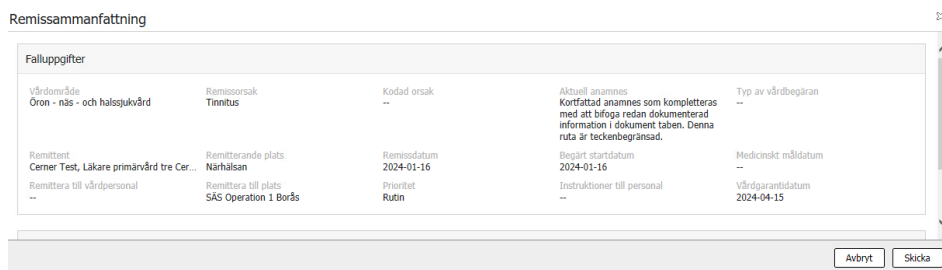 Remissammanfattning
Falluppgifter
Vårdområde Remissorsak Kodad orsak Aktuell anamnes Typ av vårdbegäran
Öron - näs - och halssjukvård Tinnitus -- Kortfattad anamnes som kompletteras --
med att bifoga redan dokumenterad
information i dokument taben. Denna
ruta är teckenbegränsad.
Remittent Remitterande plats Remissdatum Begärt startdatum Medicinskt måldatum
Cerner Test, Läkare primärvård tre Cer... Närhälsan 2024-01-16 2024-01-16 --
Remittera till vårdpersonal Remittera till plats Prioritet Instruktioner till personal Vårdgarantidatum
-- SÄS Operation 1 Borås Rutin -- 2024-04-15
Avbryt Skicka